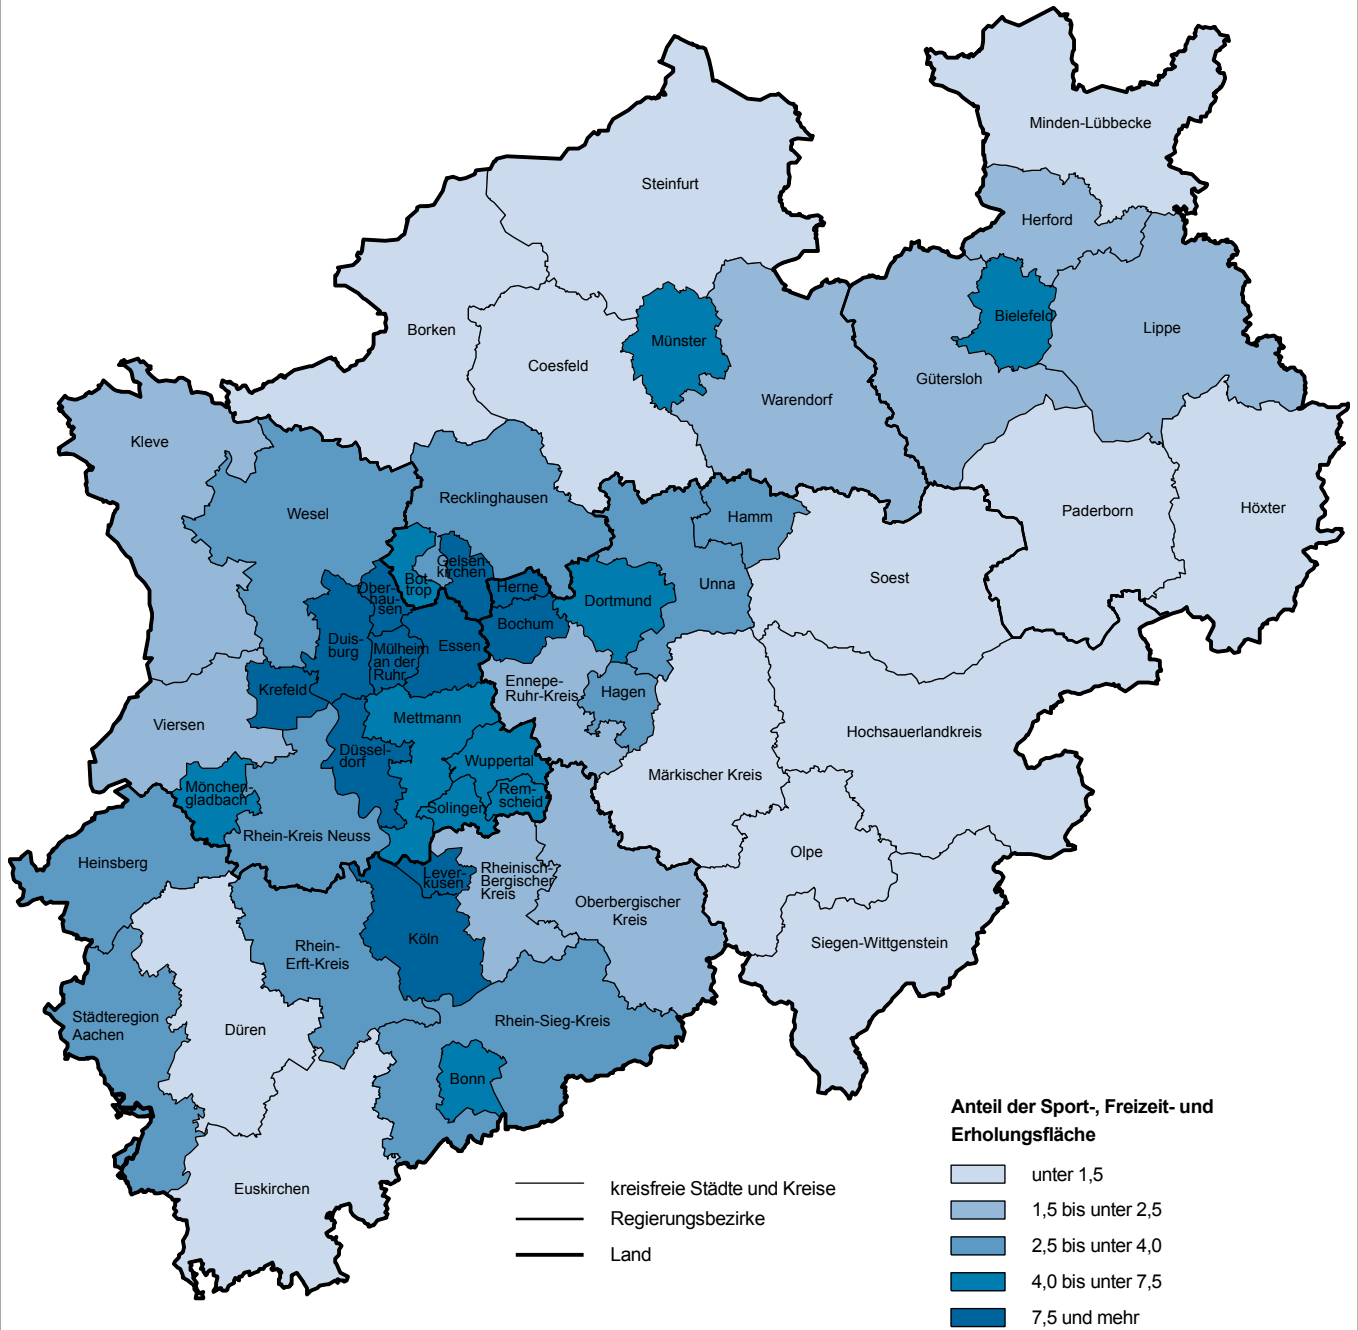 Minden-Lübbecke
Steinfurt
Herford
Bielefeld
Lippe
Borken
Münster
Coesfeld
Gütersloh
Warendorf
Kleve
Recklinghausen
Wesel
Hamm
Paderborn
Höxter
Gelsen-
kirchen
Bot-
trop
Ober-
hau-
sen
Herne
Soest
Unna
Dortmund
Bochum
Duis-
burg
Mülheim
an der
Ruhr
Essen
Krefeld
Ennepe-
Ruhr-Kreis
Hagen
Viersen
Mettmann
Hochsauerlandkreis
Düssel-
dorf
Wuppertal
Märkischer Kreis
Mönchen-
gladbach
Rem-
scheid
Solingen
Rhein-Kreis Neuss
Heinsberg
Olpe
Lever-
kusen
Rheinisch-
Bergischer
Kreis
Oberbergischer
Kreis
Köln
Siegen-Wittgenstein
Rhein-
Erft-Kreis
Städteregion
Aachen
Düren
Rhein-Sieg-Kreis
Bonn
Euskirchen
kreisfreie Städte und Kreise
Regierungsbezirke
Land
Anteil der Sport-, Freizeit- und
Erholungsfläche
unter 1,5
1,5 bis unter 2,5
2,5 bis unter 4,0
4,0 bis unter 7,5
7,5 und mehr